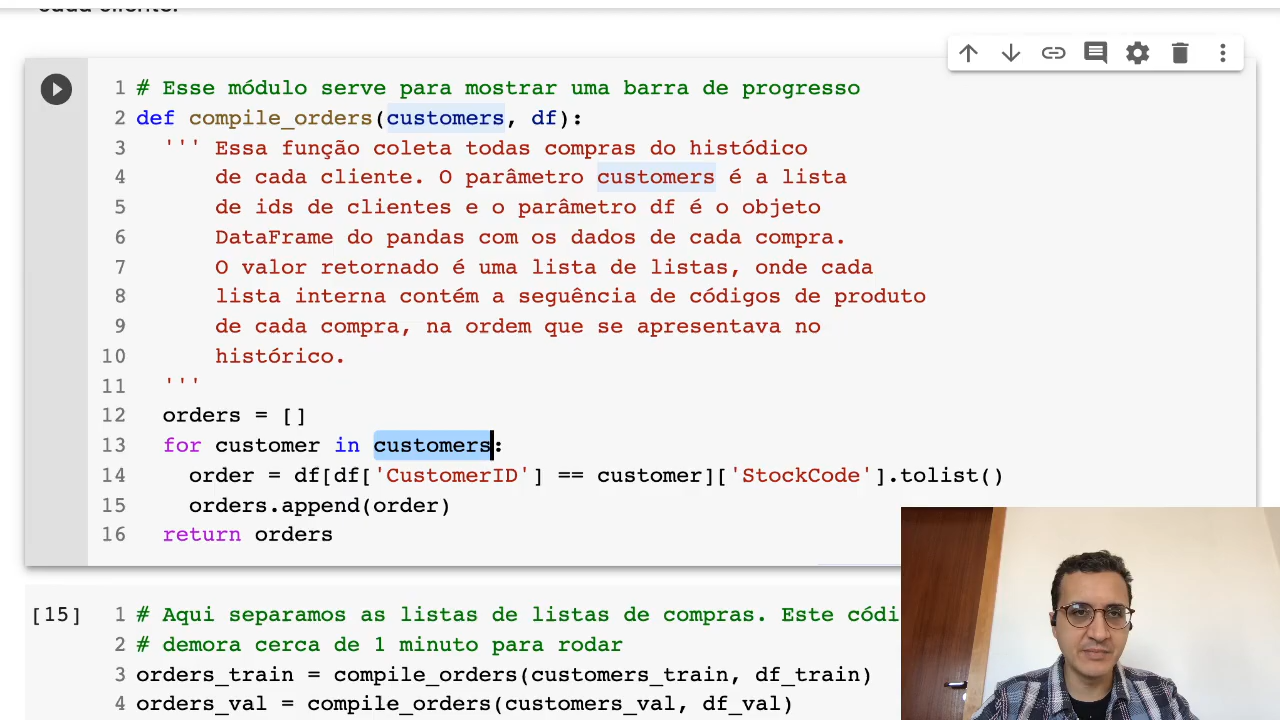 cada cliente.
1 # Esse módulo serve para mostrar uma barra de progresso
2 def compile_orders(customers, df):
3 ''' Essa função coleta todas compras do histódico
4 de cada cliente. O parâmetro customers é a lista
5 de ids de clientes e o parâmetro df é o objeto
6 DataFrame do pandas com os dados de cada compra.
7 O valor retornado é uma lista de listas, onde cada
8 lista interna contém a seguência de códigos de produto
9 de cada compra, na ordem que se apresentava no
10 histórico.
11 '''
12 orders = []
13 for customer in customers:
14 order = df[df['CustomerID'] == customer]['StockCode'].tolist()
15 orders.append(order)
16 return orders
[15] 1 # Aqui separamos as listas de listas de compras. Este códi
2 # demora cerca de 1 minuto para rodar
3 orders_train = compile_orders(customers_train, df_train)
4 orders_val = compile_orders(customers_val, df_val)